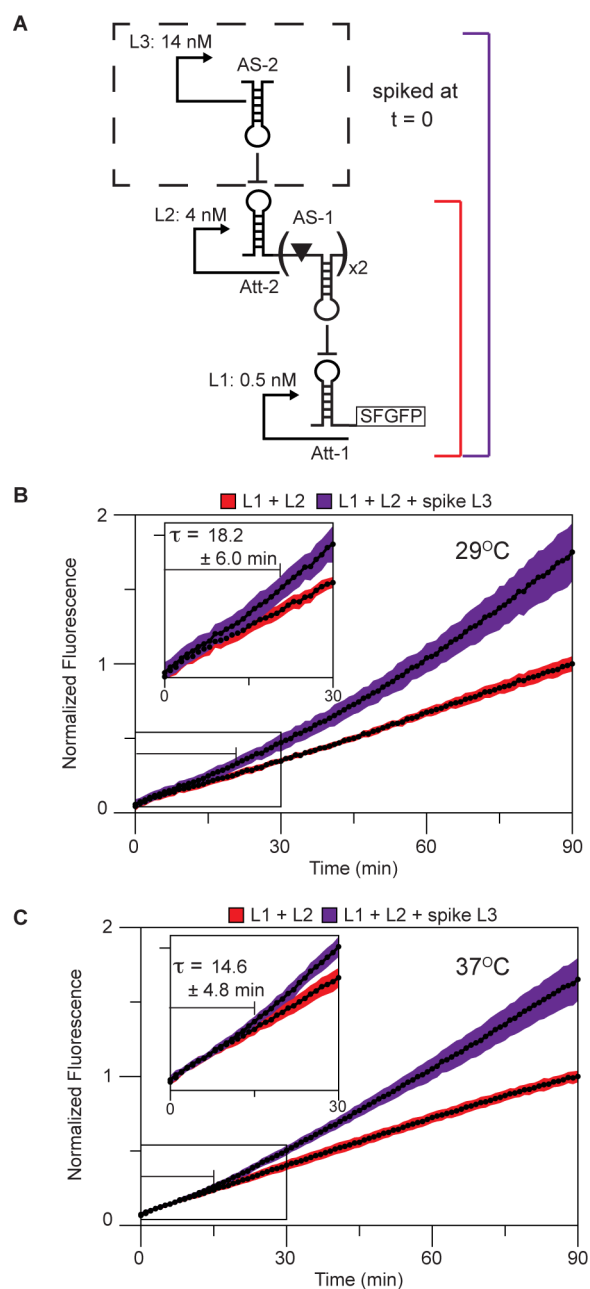 A
L3: 14 nM
AS-2
spiked at
t = 0
L2: 4 nM
AS-1
x2
Att-2
L1: 0.5 nM
SFGFP
Att-1
B
L1 + L2 L1 + L2 + spike L3
29°C
τ = 18.2
± 6.0 min
0 30
Normalized Fluorescence
2
1
0
0 30 60 90
Time (min)
C
L1 + L2 L1 + L2 + spike L3
37°C
τ = 14.6
± 4.8 min
0 30
Normalized Fluorescence
2
1
0
0 30 60 90
Time (min)